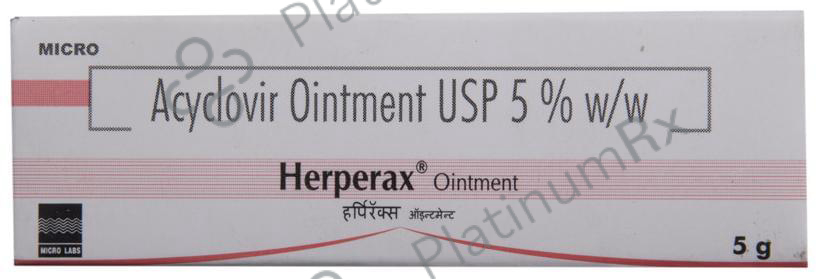 MICRO
Acyclovir Ointment USP 5 % w/w
Herperax® Ointment
हर्पिरॅक्स ऑइन्टमेन्ट
MICRO LABS
5 g
PlatinumRx